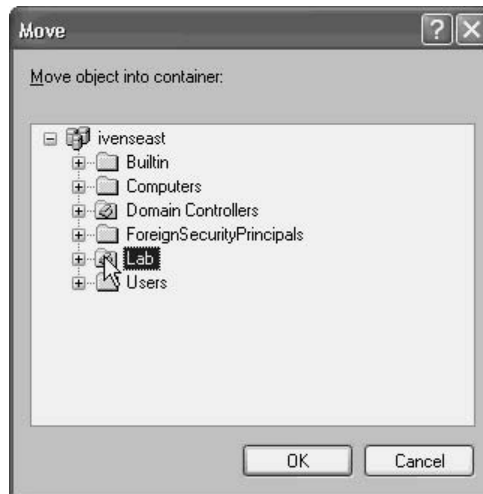 Move
Move object into container:
ivenseast
Builtin
Computers
Domain Controllers
ForeignSecurityPrincipals
Lab
Users
OK
Cancel